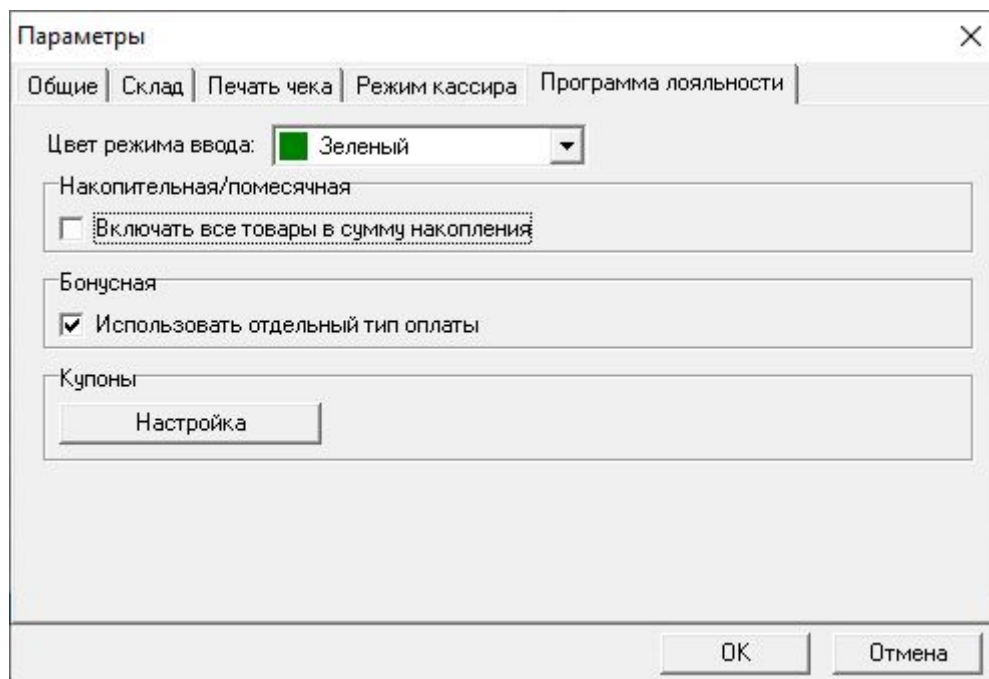 Параметры
Общие Склад Печать чека Режим кассира Программа лояльности
Цвет режима ввода: Зеленый
Накопительная/помесячная
Включать все товары в сумму накопления
Бонусная
Использовать отдельный тип оплаты
Купоны
Настройка
OK Отмена